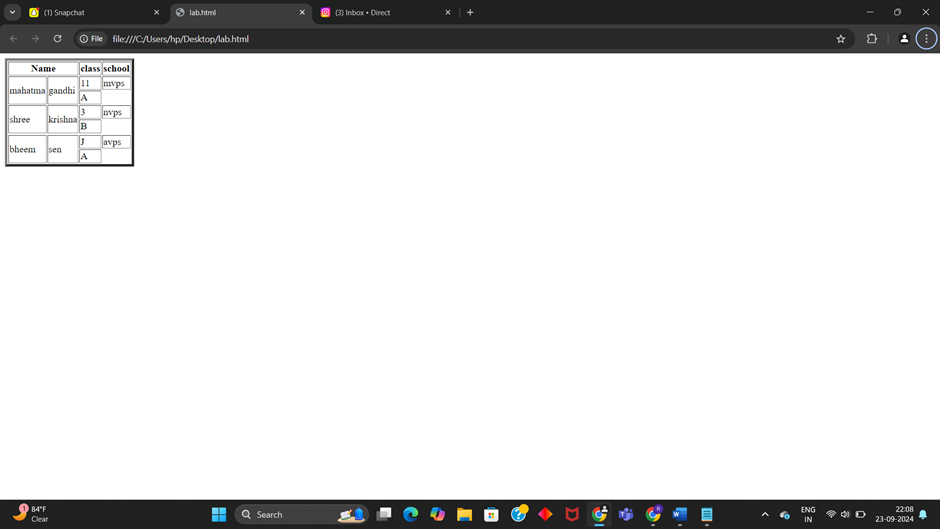 (1) Snapchat
lab.html
(3) Inbox • Direct
File
file:///C:/Users/hp/Desktop/lab.html
Name class school
mahatma gandhi 11 mvps
A
shree krishna 3 nvps
B
bheem sen J avps
A
1
84°F
Clear
Search
ENG
IN
22:08
23-09-2024